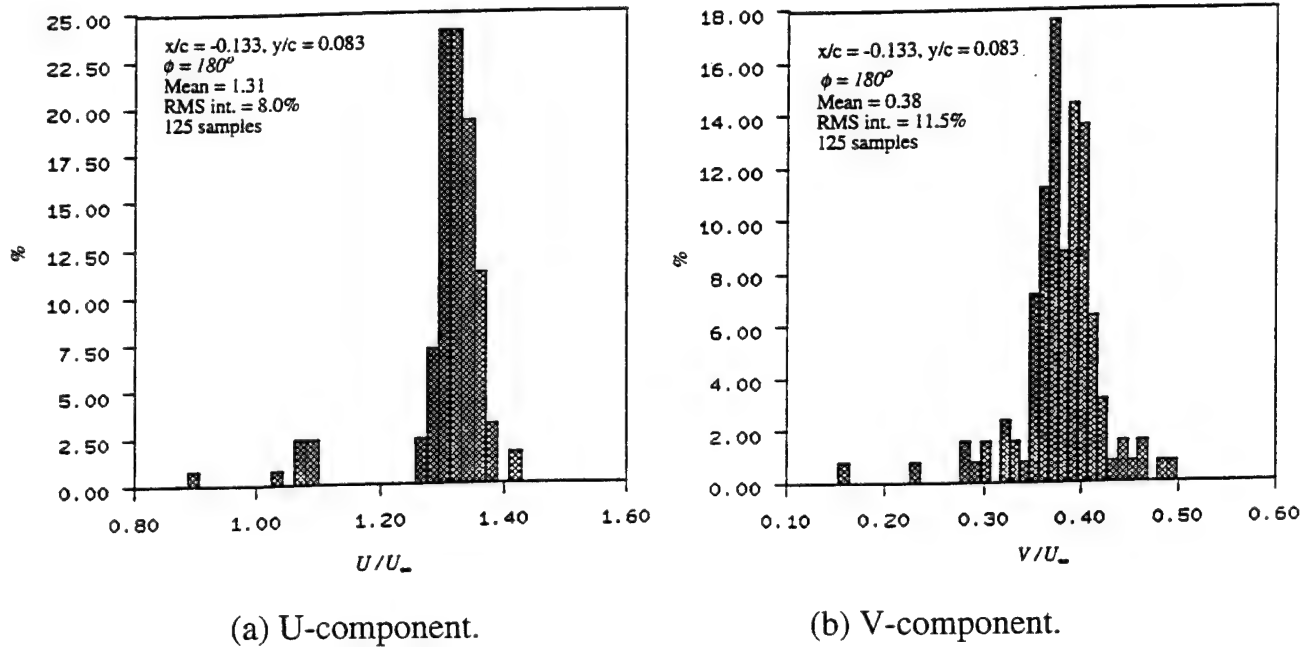 25.00
22.50
20.00
17.50
15.00
12.50
10.00
7.50
5.00
2.50
0.00
%
x/c = -0.133, y/c = 0.083
ϕ = 180°
Mean = 1.31
RMS int. = 8.0%
125 samples
0.80 1.00 1.20 1.40 1.60
U/U∞
(a) U-component.
18.00
16.00
14.00
12.00
10.00
8.00
6.00
4.00
2.00
0.00
%
x/c = -0.133, y/c = 0.083
ϕ = 180°
Mean = 0.38
RMS int. = 11.5%
125 samples
0.10 0.20 0.30 0.40 0.50 0.60
V/U∞
(b) V-component.